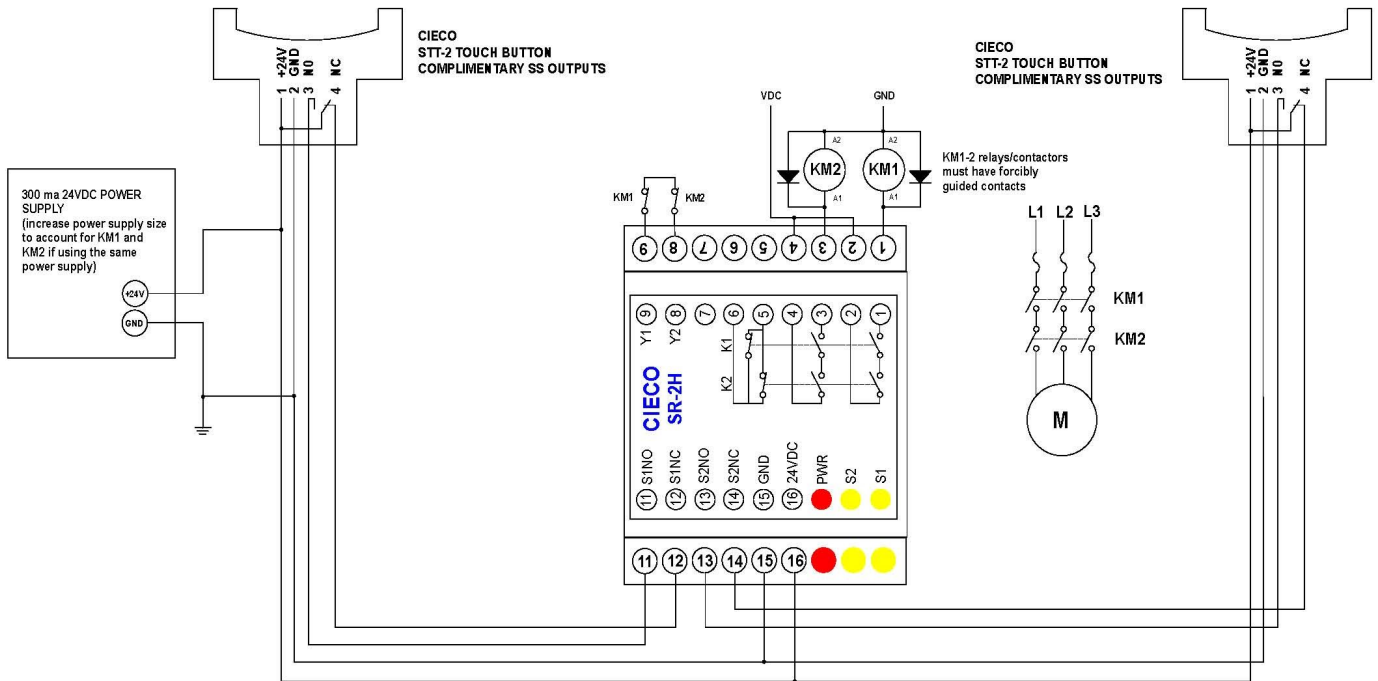 CIECO
STT-2 TOUCH BUTTON
COMPLIMENTARY SS OUTPUTS
+24V
GND
N0
NC
1
2
3
4
CIECO
STT-2 TOUCH BUTTON
COMPLIMENTARY SS OUTPUTS
+24V
GND
N0
NC
1
2
3
4
300 ma 24VDC POWER
SUPPLY
(increase power supply size
to account for KM1 and
KM2 if using the same
power supply)
+24V
GND
VDC
GND
A2
A2
KM2
KM1
A1
A1
KM1-2 relays/contactors
must have forcibly
guided contacts
KM1
KM2
9
8
7
6
5
4
3
2
1
9
8
7
6
5
4
3
2
1
Y1
Y2
K1
K2
CIECO
SR-2H
S1NO
S1NC
S2NO
S2NC
GND
24VDC
PWR
S2
S1
11
12
13
14
15
16
11
12
13
14
15
16
L1
L2
L3
KM1
KM2
M